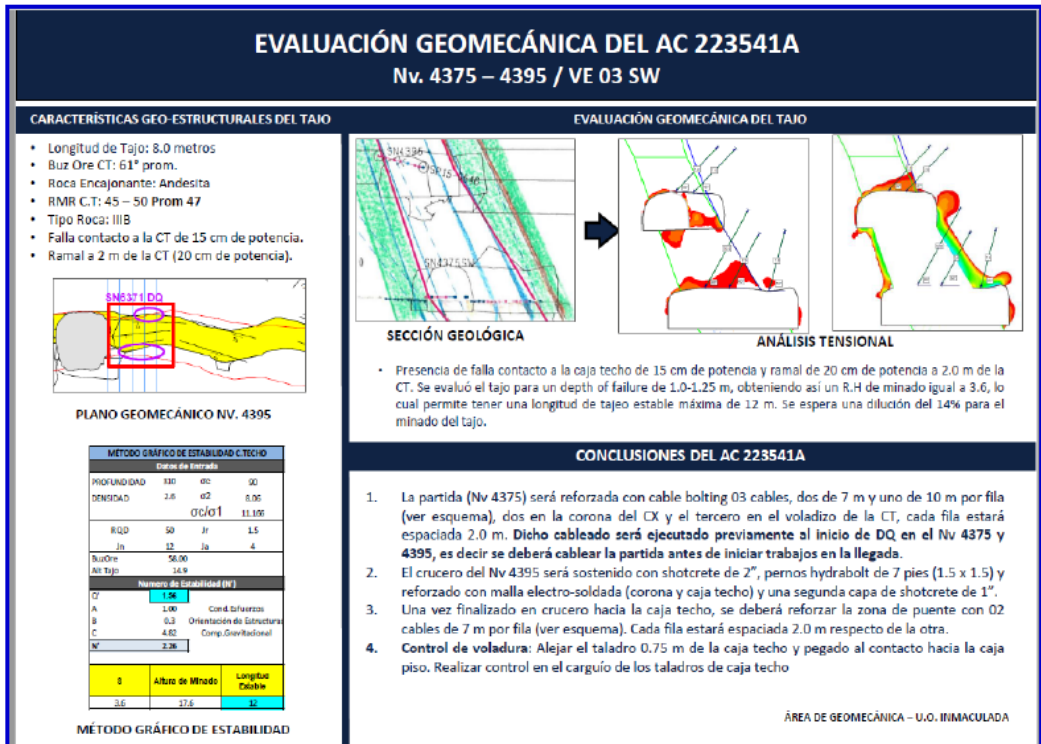 EVALUACIÓN GEOMECÁNICA DEL AC 223541A
Nv. 4375 – 4395 / VE 03 SW
CARACTERÍSTICAS GEO-ESTRUCTURALES DEL TAJO
• Longitud de Tajo: 8.0 metros
• Buz Ore CT: 61° prom.
• Roca Encajonante: Andesita
• RMR C.T: 45 – 50 Prom 47
• Tipo Roca: IIIB
• Falla contacto a la CT de 15 cm de potencia.
• Ramal a 2 m de la CT (20 cm de potencia).
SN6371 DQ
PLANO GEOMECÁNICO NV. 4395
MÉTODO GRÁFICO DE ESTABILIDAD C.TECHO
Datos de Entrada
PROFUNDIDAD 310 σc 90
DENSIDAD 2.6 σ2 8.06
σc/σ1 11.166
RQD 50 Jr 1.5
Jn 12 Ja 4
BuzOre 58.00
Alt Tajo 14.9
Numero de Estabilidad (N')
Q' 1.56
A 1.00 Cond. Esfuerzos
B 0.3 Orientación de Estructura
C 4.82 Comp. Gravitacional
N' 2.26
S Altura de Minado Longitud
Estable
3.6 17.6 12
MÉTODO GRÁFICO DE ESTABILIDAD
EVALUACIÓN GEOMECÁNICA DEL TAJO
SN4395
SN4375SW
SECCIÓN GEOLÓGICA
ANÁLISIS TENSIONAL
• Presencia de falla contacto a la caja techo de 15 cm de potencia y ramal de 20 cm de potencia a 2.0 m de la
CT. Se evaluó el tajo para un depth of failure de 1.0-1.25 m, obteniendo así un R.H de minado igual a 3.6, lo
cual permite tener una longitud de tajeo estable máxima de 12 m. Se espera una dilución del 14% para el
minado del tajo.
CONCLUSIONES DEL AC 223541A
1. La partida (Nv 4375) será reforzada con cable bolting 03 cables, dos de 7 m y uno de 10 m por fila
(ver esquema), dos en la corona del CX y el tercero en el voladizo de la CT, cada fila estará
espaciada 2.0 m. Dicho cableado será ejecutado previamente al inicio de DQ en el Nv 4375 y
4395, es decir se deberá cablear la partida antes de iniciar trabajos en la llegada.
2. El crucero del Nv 4395 será sostenido con shotcrete de 2”, pernos hydrabolt de 7 pies (1.5 x 1.5) y
reforzado con malla electro-soldada (corona y caja techo) y una segunda capa de shotcrete de 1”.
3. Una vez finalizado en crucero hacia la caja techo, se deberá reforzar la zona de puente con 02
cables de 7 m por fila (ver esquema). Cada fila estará espaciada 2.0 m respecto de la otra.
4. Control de voladura: Alejar el taladro 0.75 m de la caja techo y pegado al contacto hacia la caja
piso. Realizar control en el carguío de los taladros de caja techo
ÁREA DE GEOMECÁNICA – U.O. INMACULADA